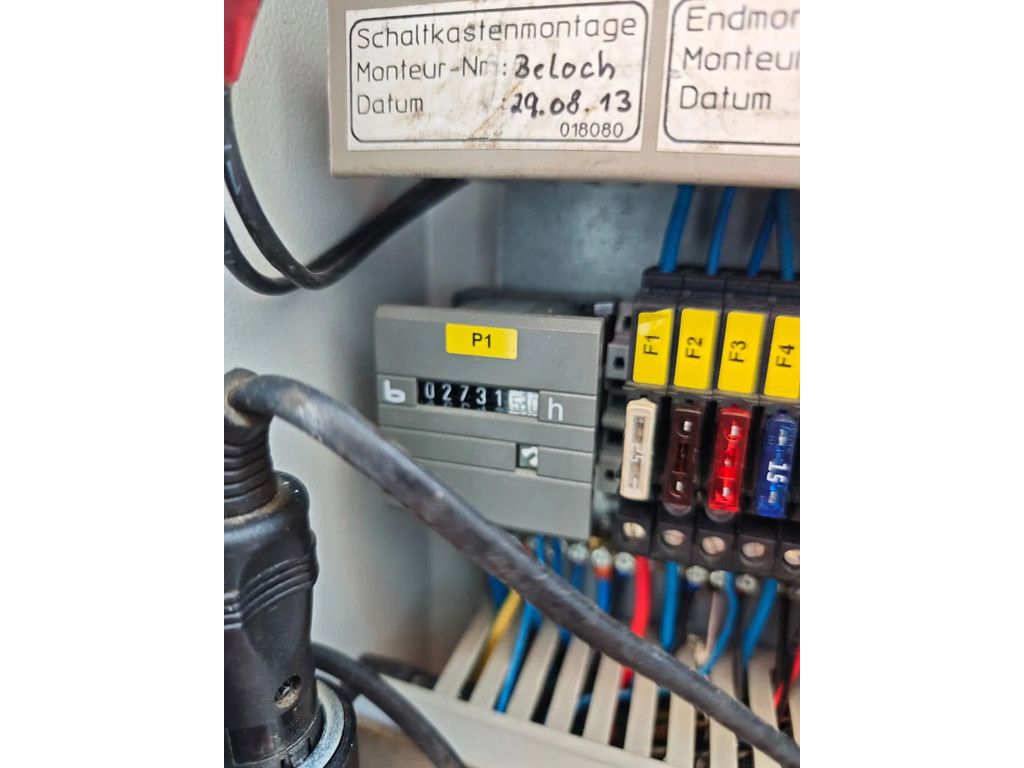 Schaltkastenmontage
Monteur-Nr.: Beloch
Datum : 29.08.13
018080
Endmon
Monteur
Datum
P1
02731
h
F1
F2
F3
F4
15